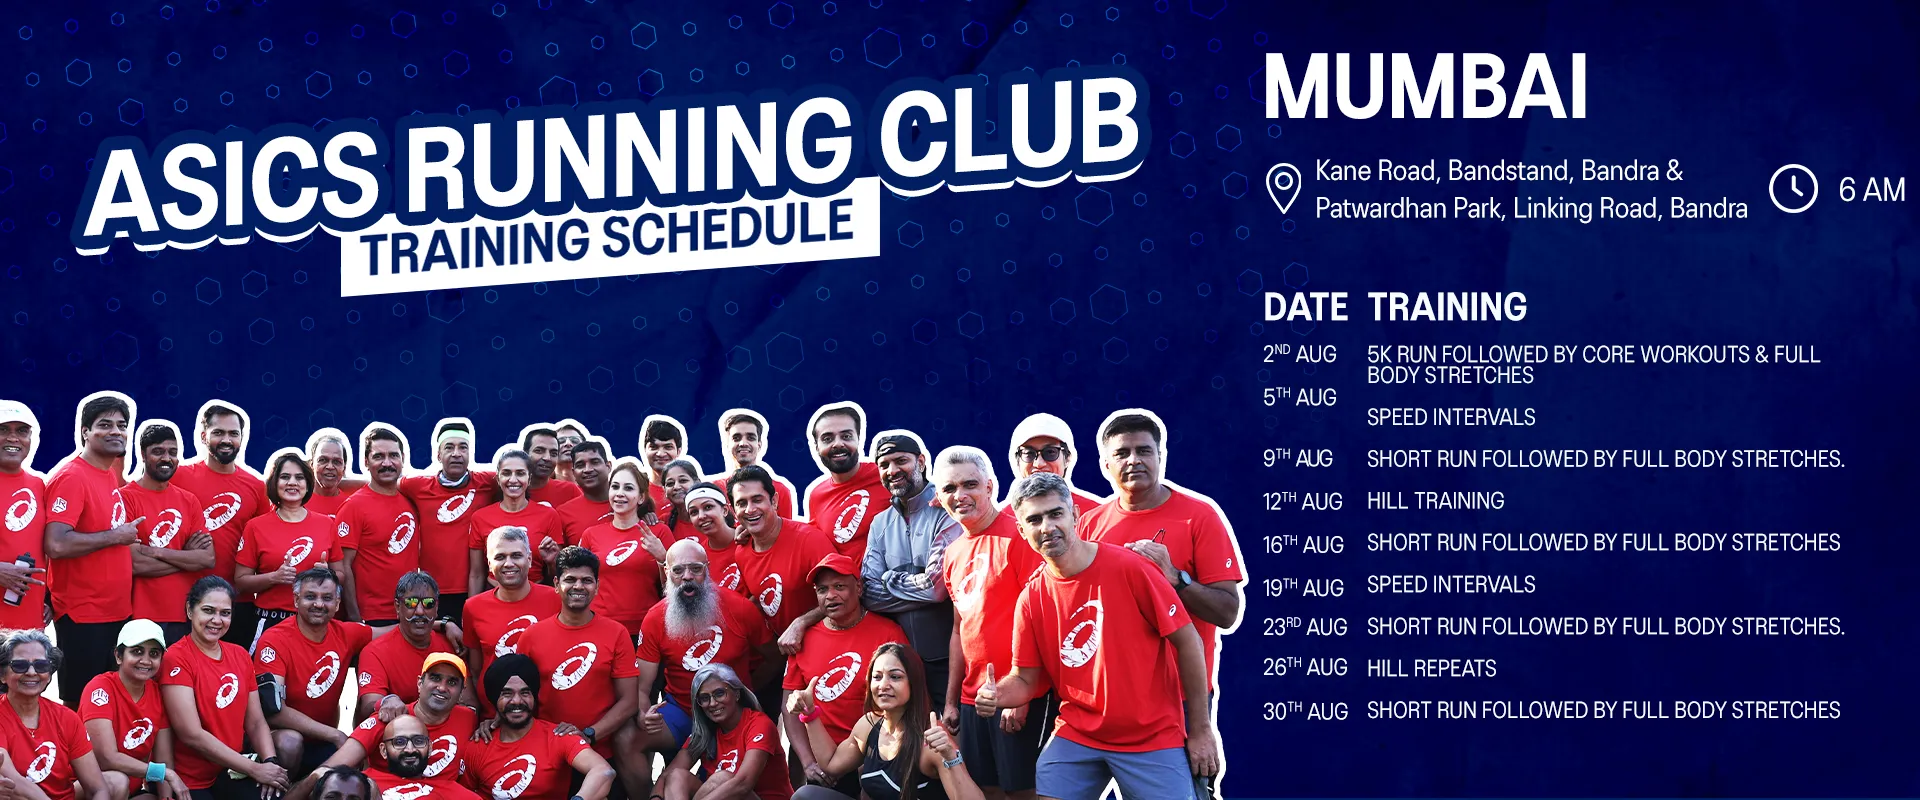 ASICS RUNNING CLUB
TRAINING SCHEDULE
MUMBAI
Kane Road, Bandstand, Bandra &
Patwardhan Park, Linking Road, Bandra
6 AM
DATE TRAINING
2ND AUG 5K RUN FOLLOWED BY CORE WORKOUTS & FULL
BODY STRETCHES
5TH AUG
SPEED INTERVALS
9TH AUG SHORT RUN FOLLOWED BY FULL BODY STRETCHES.
12TH AUG HILL TRAINING
16TH AUG SHORT RUN FOLLOWED BY FULL BODY STRETCHES
19TH AUG SPEED INTERVALS
23RD AUG SHORT RUN FOLLOWED BY FULL BODY STRETCHES.
26TH AUG HILL REPEATS
30TH AUG SHORT RUN FOLLOWED BY FULL BODY STRETCHES